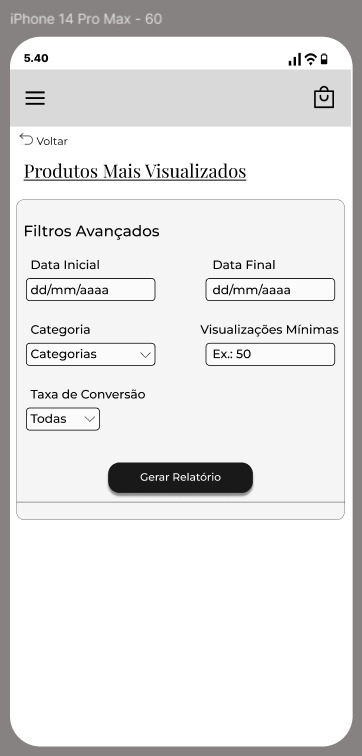 iPhone 14 Pro Max - 60
5.40
Voltar
Produtos Mais Visualizados
Filtros Avançados
Data Inicial Data Final
dd/mm/aaaa dd/mm/aaaa
Categoria Visualizações Mínimas
Categorias Ex.: 50
Taxa de Conversão
Todas
Gerar Relatório